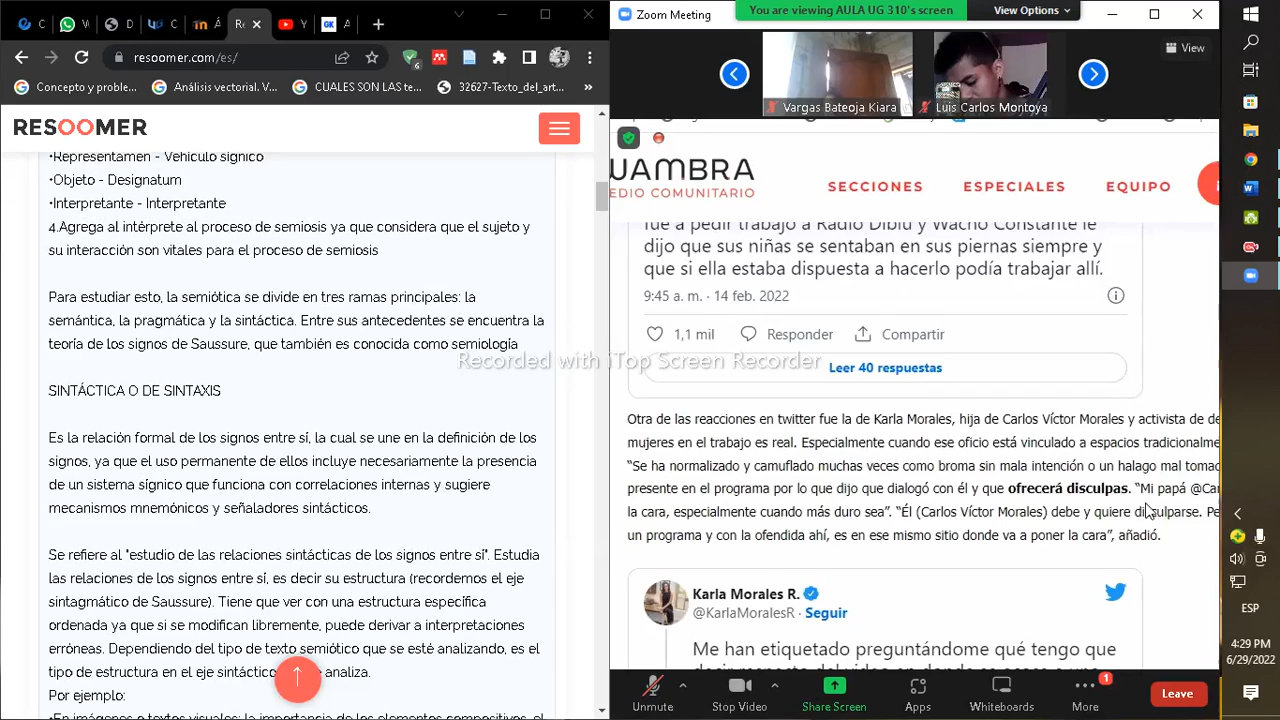 resoomer.com/es/
Concepto y proble...
Análisis vectorial. V...
CUALES SON LAS te...
32627-Texto_del_art...
RESOOMER
•Representamen - Vehículo sígnico
•Objeto - Designatum
•Interpretante - Interpretante
4.Agrega al intérprete al proceso de semiosis ya que considera que el sujeto y
su interacción son vitales para el proceso de semiosis
Para estudiar esto, la semiótica se divide en tres ramas principales: la
semántica, la pragmática y la sintáctica. Entre sus antecedentes se encuentra la
teoría de los signos de Saussure, que también es conocida como semiología
SINTÁCTICA O DE SINTAXIS
Es la relación formal de los signos entre sí, la cual se une en la definición de los
signos, ya que el uso permanente de ellos incluye necesariamente la presencia
de un sistema sígnico que funciona con correlaciones internas y sugiere
mecanismos mnemónicos y señaladores sintácticos.
Se refiere al "estudio de las relaciones sintácticas de los signos entre sí". Estudia
las relaciones de los signos entre sí, es decir su estructura (recordemos el eje
sintagmático de Saussure). Tiene que ver con una estructura específica
que si se modifican libremente, puede derivar a interpretaciones
erróneas. Dependiendo del tipo de texto semiótico que se esté analizando, es el
tipo de estructura en el eje sintáctico analiza.
Por ejemplo:
•En imágenes o textos visuales: la importancia de los elementos compositivos, el
Recorded with iTop Screen Recorder
Zoom Meeting
You are viewing AULA UG 310's screen
View Options
View
Vargas Bateoja Kiara
Luis Carlos Montoya
WAMBRA
MEDIO COMUNITARIO
SECCIONES
ESPECIALES
EQUIPO
fue a pedir trabajo a Radio Diblu y Wacho Constante le
dijo que sus niñas se sentaban en sus piernas siempre y
que si ella estaba dispuesta a hacerlo podía trabajar allí.
9:45 a. m. · 14 feb. 2022
1,1 mil
Responder
Compartir
Leer 40 respuestas
Otra de las reacciones en twitter fue la de Karla Morales, hija de Carlos Víctor Morales y activista de de
mujeres en el trabajo es real. Especialmente cuando ese oficio está vinculado a espacios tradicionalme
“Se ha normalizado y camuflado muchas veces como broma sin mala intención o un halago mal tomad
presente en el programa por lo que dijo que dialogó con él y que ofrecerá disculpas. “Mi papá @Car
la cara, especialmente cuando más duro sea”. “Él (Carlos Víctor Morales) debe y quiere disculparse. Pe
un programa y con la ofendida ahí, es en ese mismo sitio donde va a poner la cara”, añadió.
Karla Morales R.
@KarlaMoralesR · Seguir
Me han etiquetado preguntándome qué tengo que
Unmute
Stop Video
Share Screen
Apps
Whiteboards
More
1
Leave
ESP
4:29 PM
6/29/2022